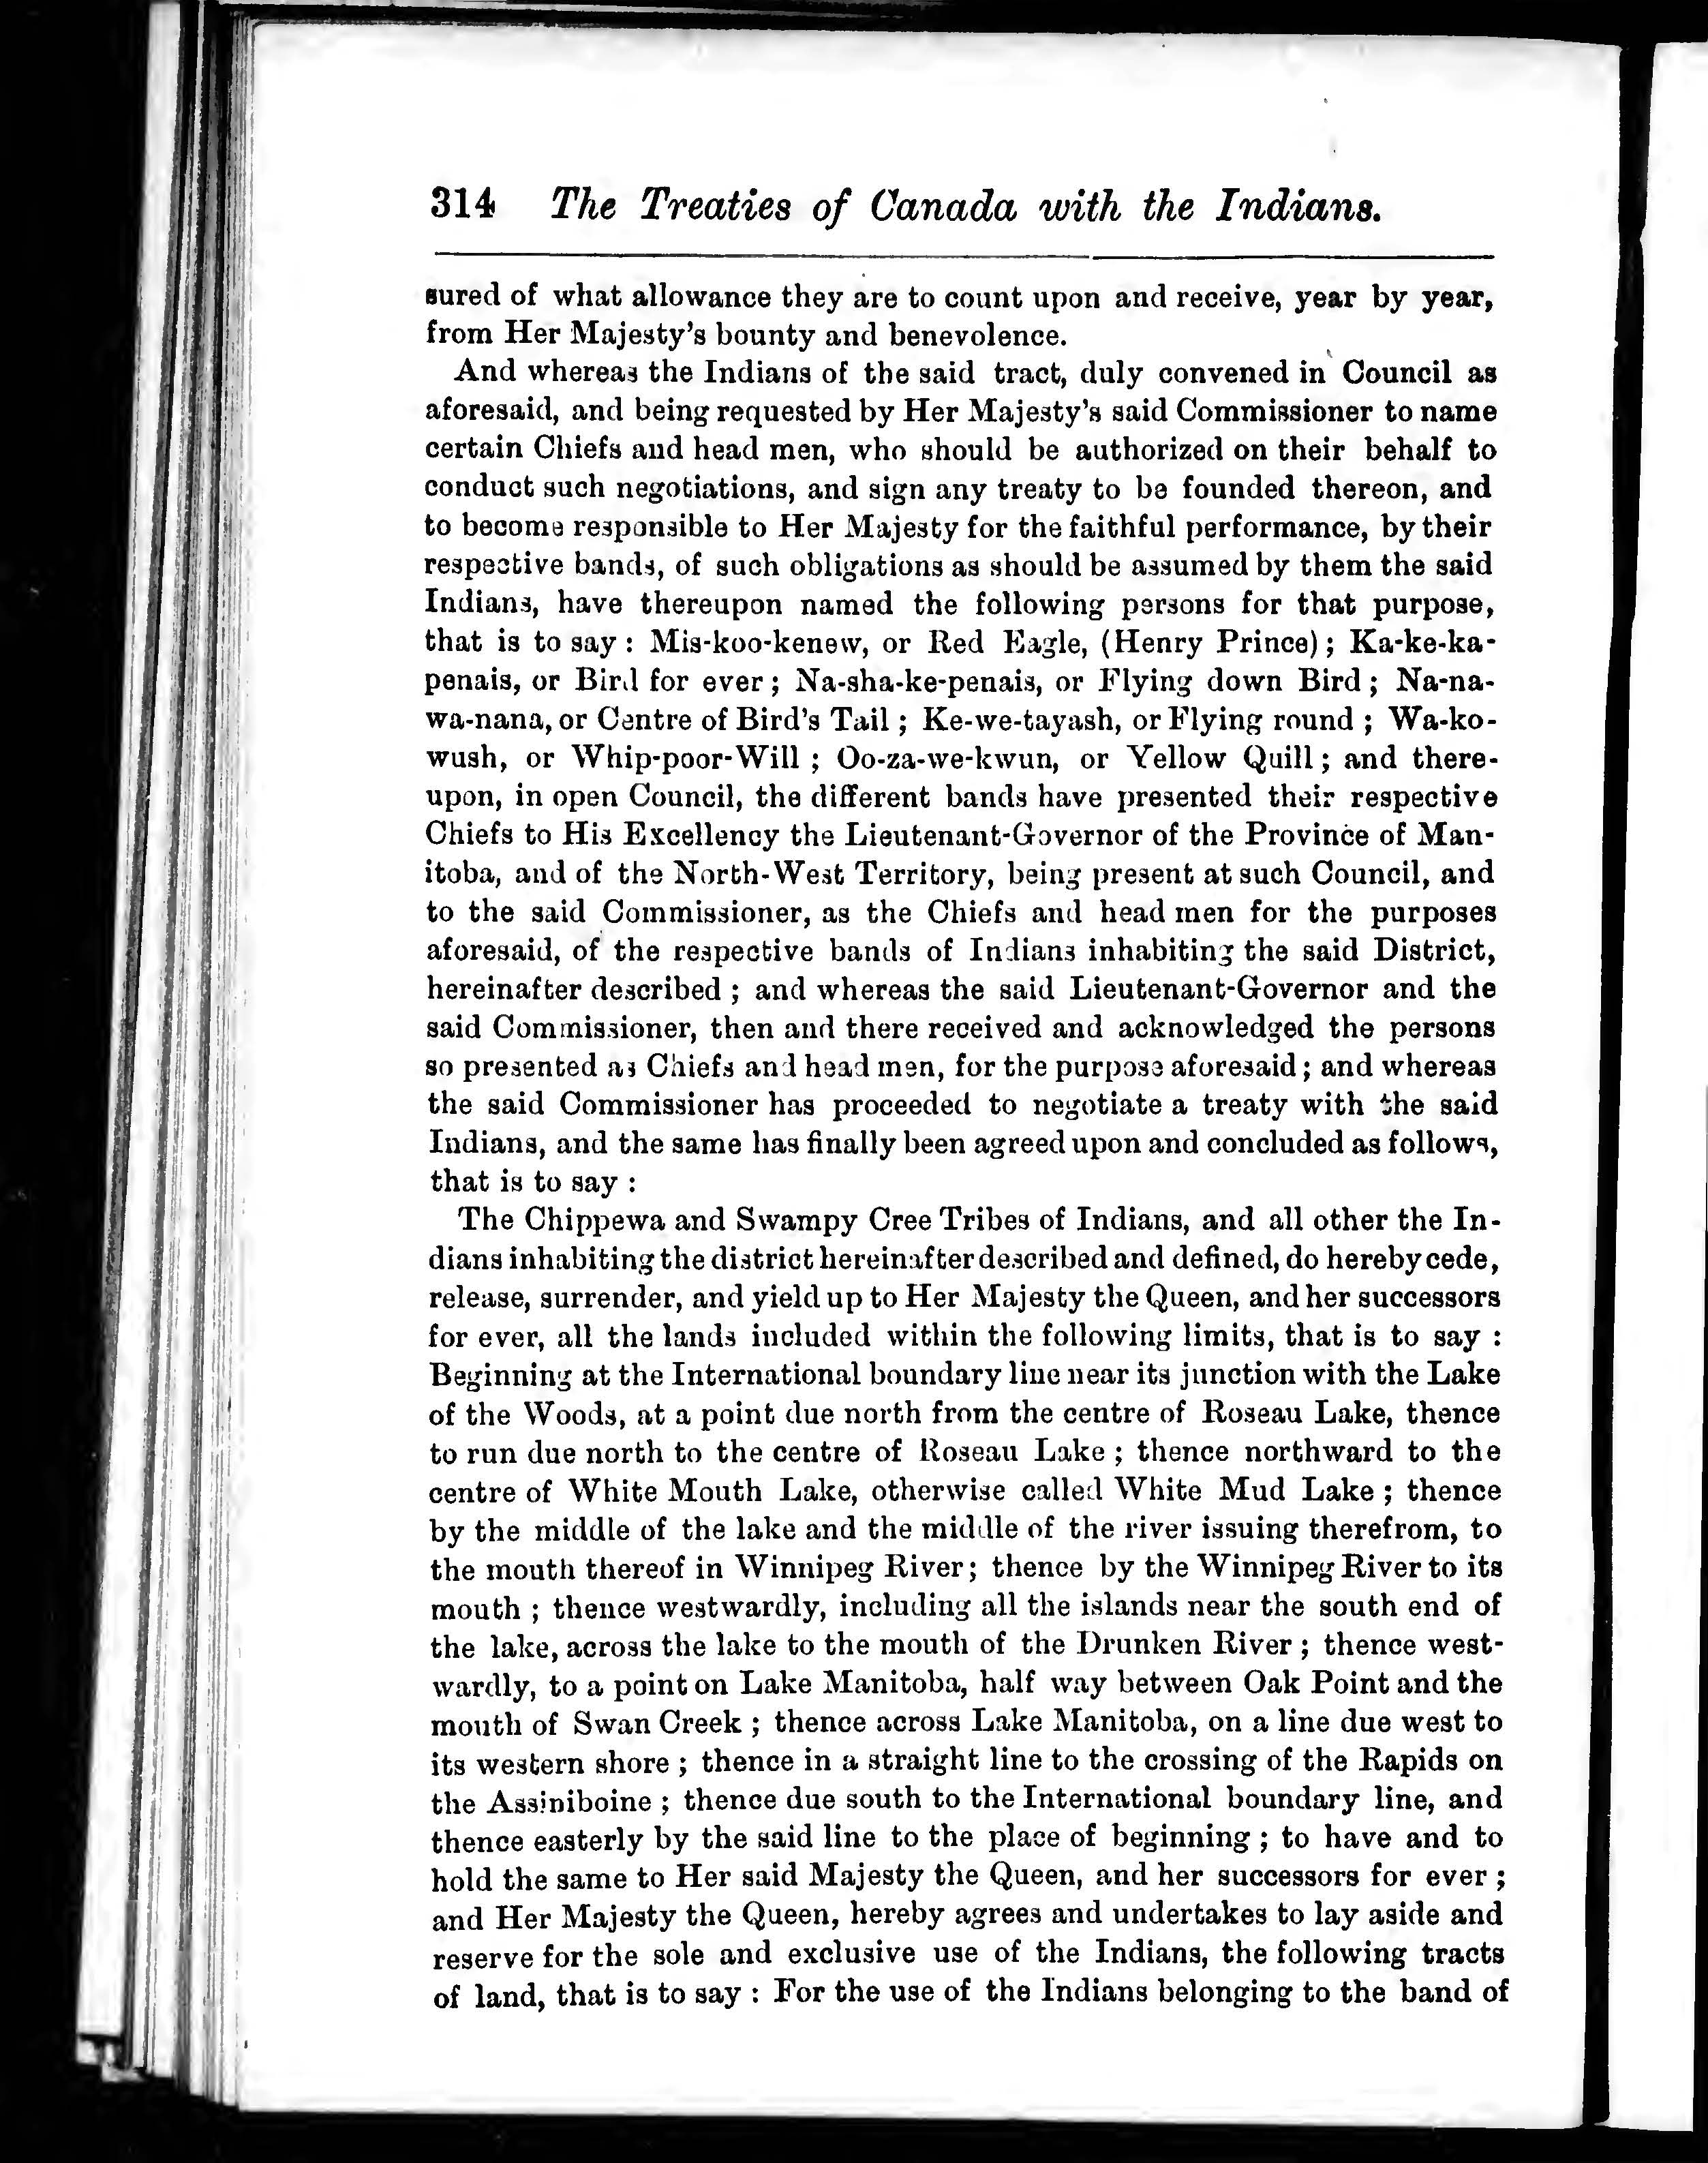 314 The Treaties of Canada with the Indians.
sured of what allowance they are to count upon and receive, year by year,
from Her Majesty's bounty and benevolence.
And whereas the Indians of the said tract, duly convened in Council as
aforesaid, and being requested by Her Majesty's said Commissioner to name
certain Chiefs and head men, who should be authorized on their behalf to
conduct such negotiations, and sign any treaty to be founded thereon, and
to become responsible to Her Majesty for the faithful performance, by their
respective bands, of such obligations as should be assumed by them the said
Indians, have thereupon named the following persons for that purpose,
that is to say : Mis-koo-kenew, or Red Eagle, (Henry Prince) ; Ka-ke-ka-
penais, or Bird for ever ; Na-sha-ke-penais, or Flying down Bird ; Na-na-
wa-nana, or Centre of Bird's Tail ; Ke-we-tayash, or Flying round ; Wa-ko-
wush, or Whip-poor-Will ; Oo-za-we-kwun, or Yellow Quill ; and there-
upon, in open Council, the different bands have presented their respective
Chiefs to His Excellency the Lieutenant-Governor of the Province of Man-
itoba, and of the North-West Territory, being present at such Council, and
to the said Commissioner, as the Chiefs and head men for the purposes
aforesaid, of the respective bands of Indians inhabiting the said District,
hereinafter described ; and whereas the said Lieutenant-Governor and the
said Commissioner, then and there received and acknowledged the persons
so presented as Chiefs and head men, for the purpose aforesaid ; and whereas
the said Commissioner has proceeded to negotiate a treaty with the said
Indians, and the same has finally been agreed upon and concluded as follows,
that is to say :
The Chippewa and Swampy Cree Tribes of Indians, and all other the In-
dians inhabiting the district hereinafter described and defined, do hereby cede,
release, surrender, and yield up to Her Majesty the Queen, and her successors
for ever, all the lands included within the following limits, that is to say :
Beginning at the International boundary line near its junction with the Lake
of the Woods, at a point due north from the centre of Roseau Lake, thence
to run due north to the centre of Roseau Lake ; thence northward to the
centre of White Mouth Lake, otherwise called White Mud Lake ; thence
by the middle of the lake and the middle of the river issuing therefrom, to
the mouth thereof in Winnipeg River ; thence by the Winnipeg River to its
mouth ; thence westwardly, including all the islands near the south end of
the lake, across the lake to the mouth of the Drunken River ; thence west-
wardly, to a point on Lake Manitoba, half way between Oak Point and the
mouth of Swan Creek ; thence across Lake Manitoba, on a line due west to
its western shore ; thence in a straight line to the crossing of the Rapids on
the Assiniboine ; thence due south to the International boundary line, and
thence easterly by the said line to the place of beginning ; to have and to
hold the same to Her said Majesty the Queen, and her successors for ever ;
and Her Majesty the Queen, hereby agrees and undertakes to lay aside and
reserve for the sole and exclusive use of the Indians, the following tracts
of land, that is to say : For the use of the Indians belonging to the band of